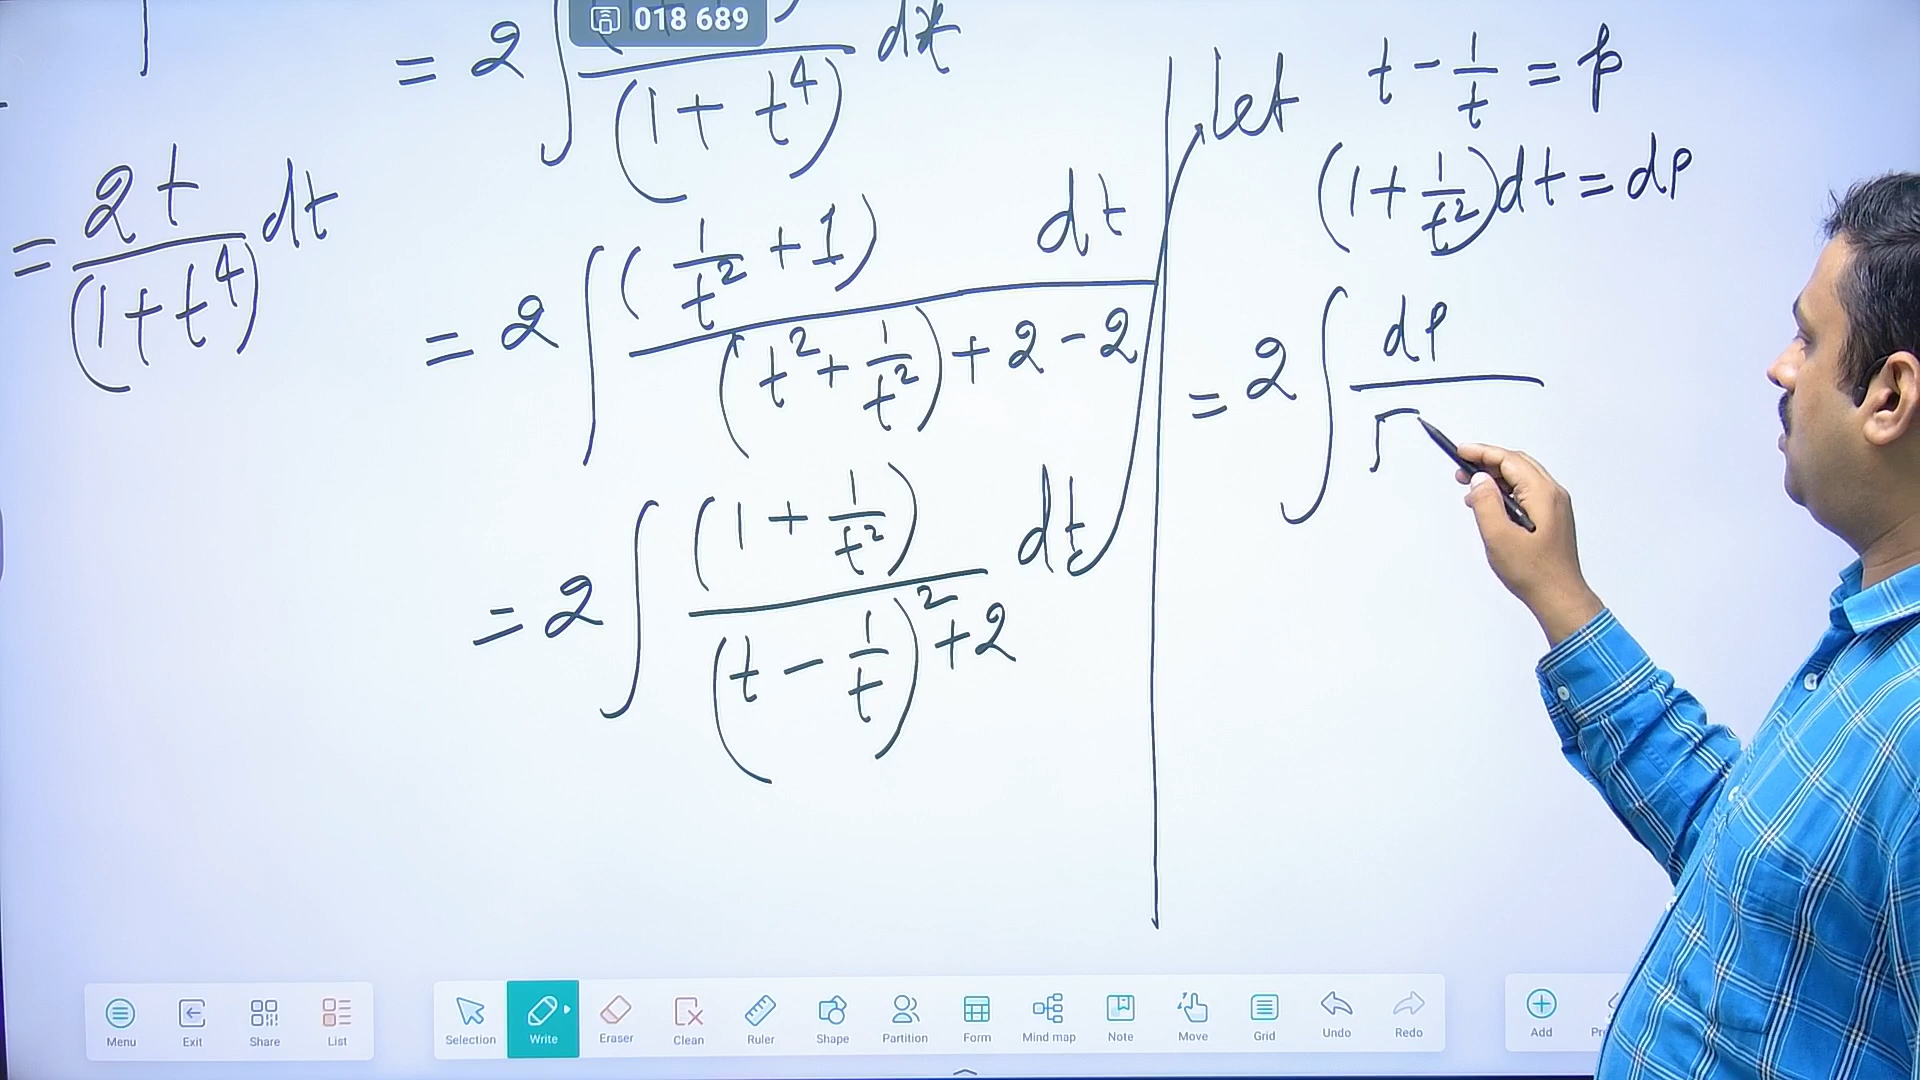 018 689
= 2 ∫ / (1 + t⁴) dt
= 2t / (1+t⁴) dt
= 2 ∫ (1/t² + 1) dt / (t² + 1/t²) + 2 - 2
= 2 ∫ (1 + 1/t²) dt / (t - 1/t)² + 2
Let t - 1/t = p
(1 + 1/t²)dt = dp
= 2 ∫ dp /
Menu Exit Share List Selection Write Eraser Clean Ruler Shape Partition Form Mind map Note Move Grid Undo Redo Add